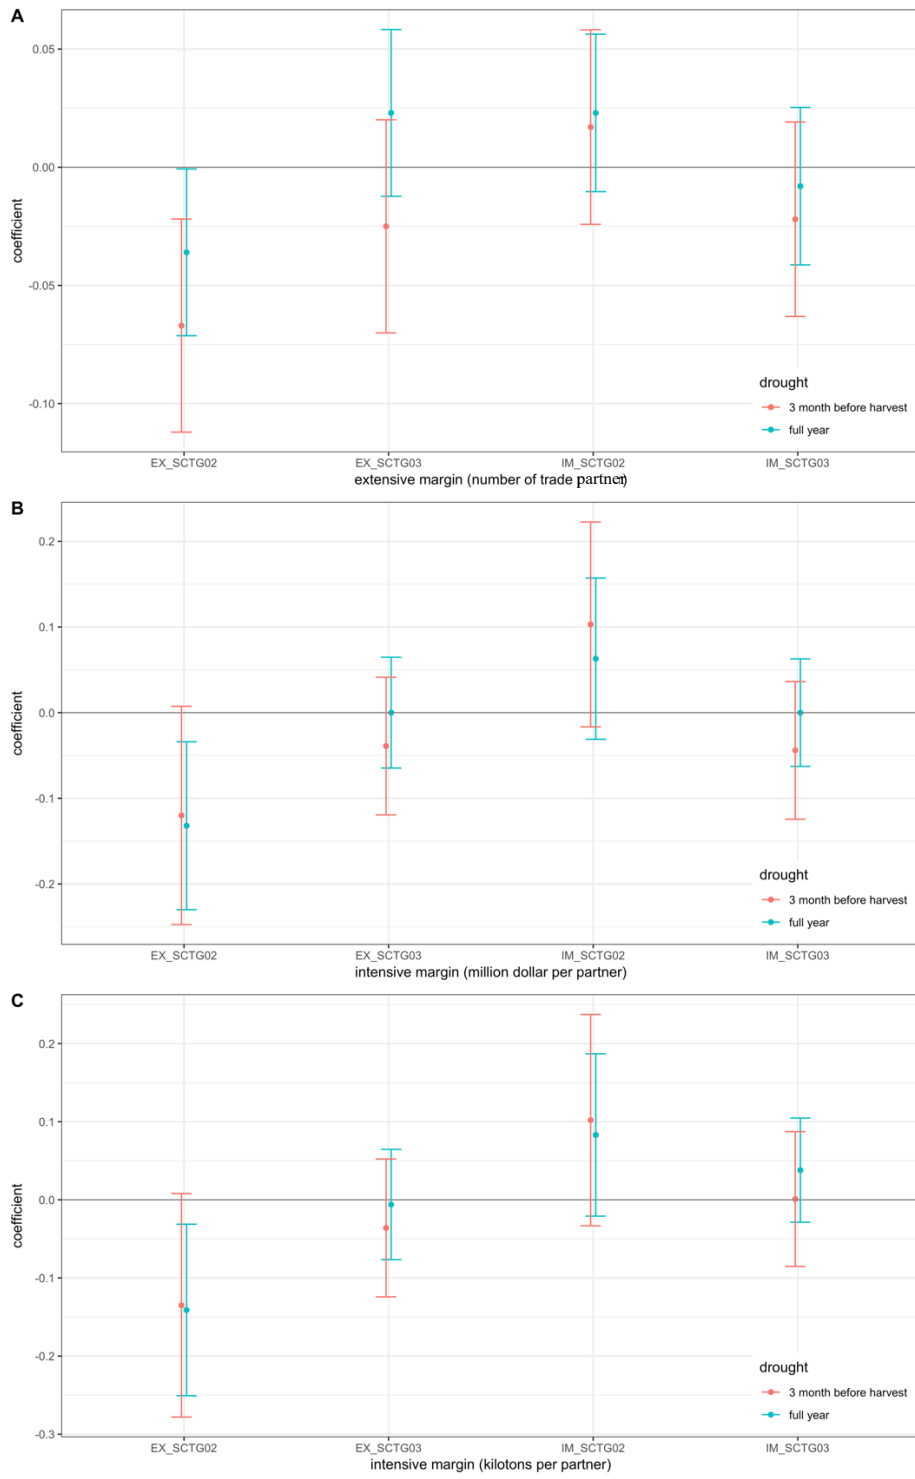 A
0.05
0.00
-0.05
-0.10
coefficient
drought
3 month before harvest
full year
EX_SCTG02 EX_SCTG03 IM_SCTG02 IM_SCTG03
extensive margin (number of trade partner)
B
0.2
0.1
0.0
-0.1
-0.2
coefficient
drought
3 month before harvest
full year
EX_SCTG02 EX_SCTG03 IM_SCTG02 IM_SCTG03
intensive margin (million dollar per partner)
C
0.2
0.1
0.0
-0.1
-0.2
-0.3
coefficient
drought
3 month before harvest
full year
EX_SCTG02 EX_SCTG03 IM_SCTG02 IM_SCTG03
intensive margin (kilotons per partner)